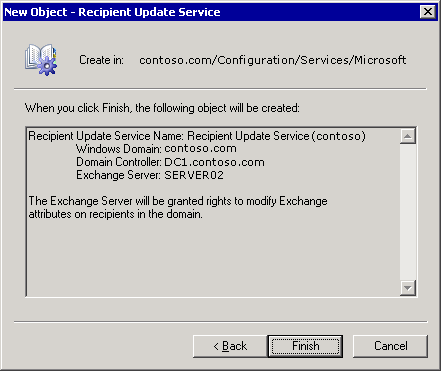 New Object - Recipient Update Service
Create in: contoso.com/Configuration/Services/Microsoft
When you click Finish, the following object will be created:
Recipient Update Service Name: Recipient Update Service (contoso)
Windows Domain: contoso.com
Domain Controller: DC1.contoso.com
Exchange Server: SERVER02
The Exchange Server will be granted rights to modify Exchange
attributes on recipients in the domain.
< Back Finish Cancel